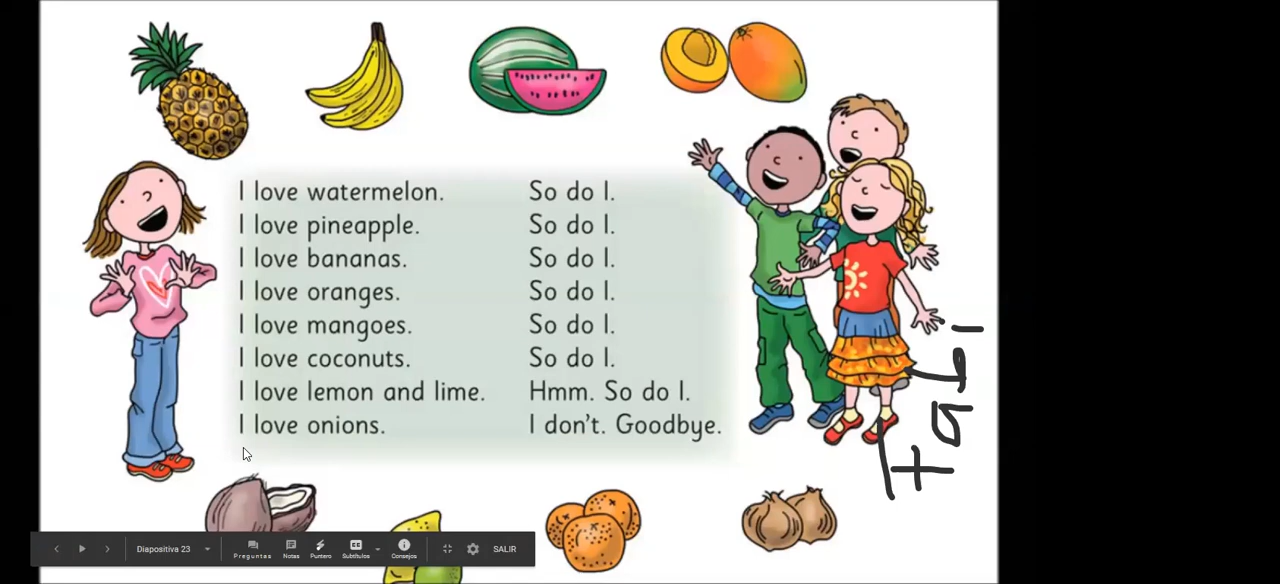 I love watermelon. So do I.
I love pineapple. So do I.
I love bananas. So do I.
I love oranges. So do I.
I love mangoes. So do I.
I love coconuts. So do I.
I love lemon and lime. Hmm. So do I.
I love onions. I don't. Goodbye.
Fabi
Diapositiva 23
Preguntas
Notas
Puntero
Subtítulos
Consejos
SALIR